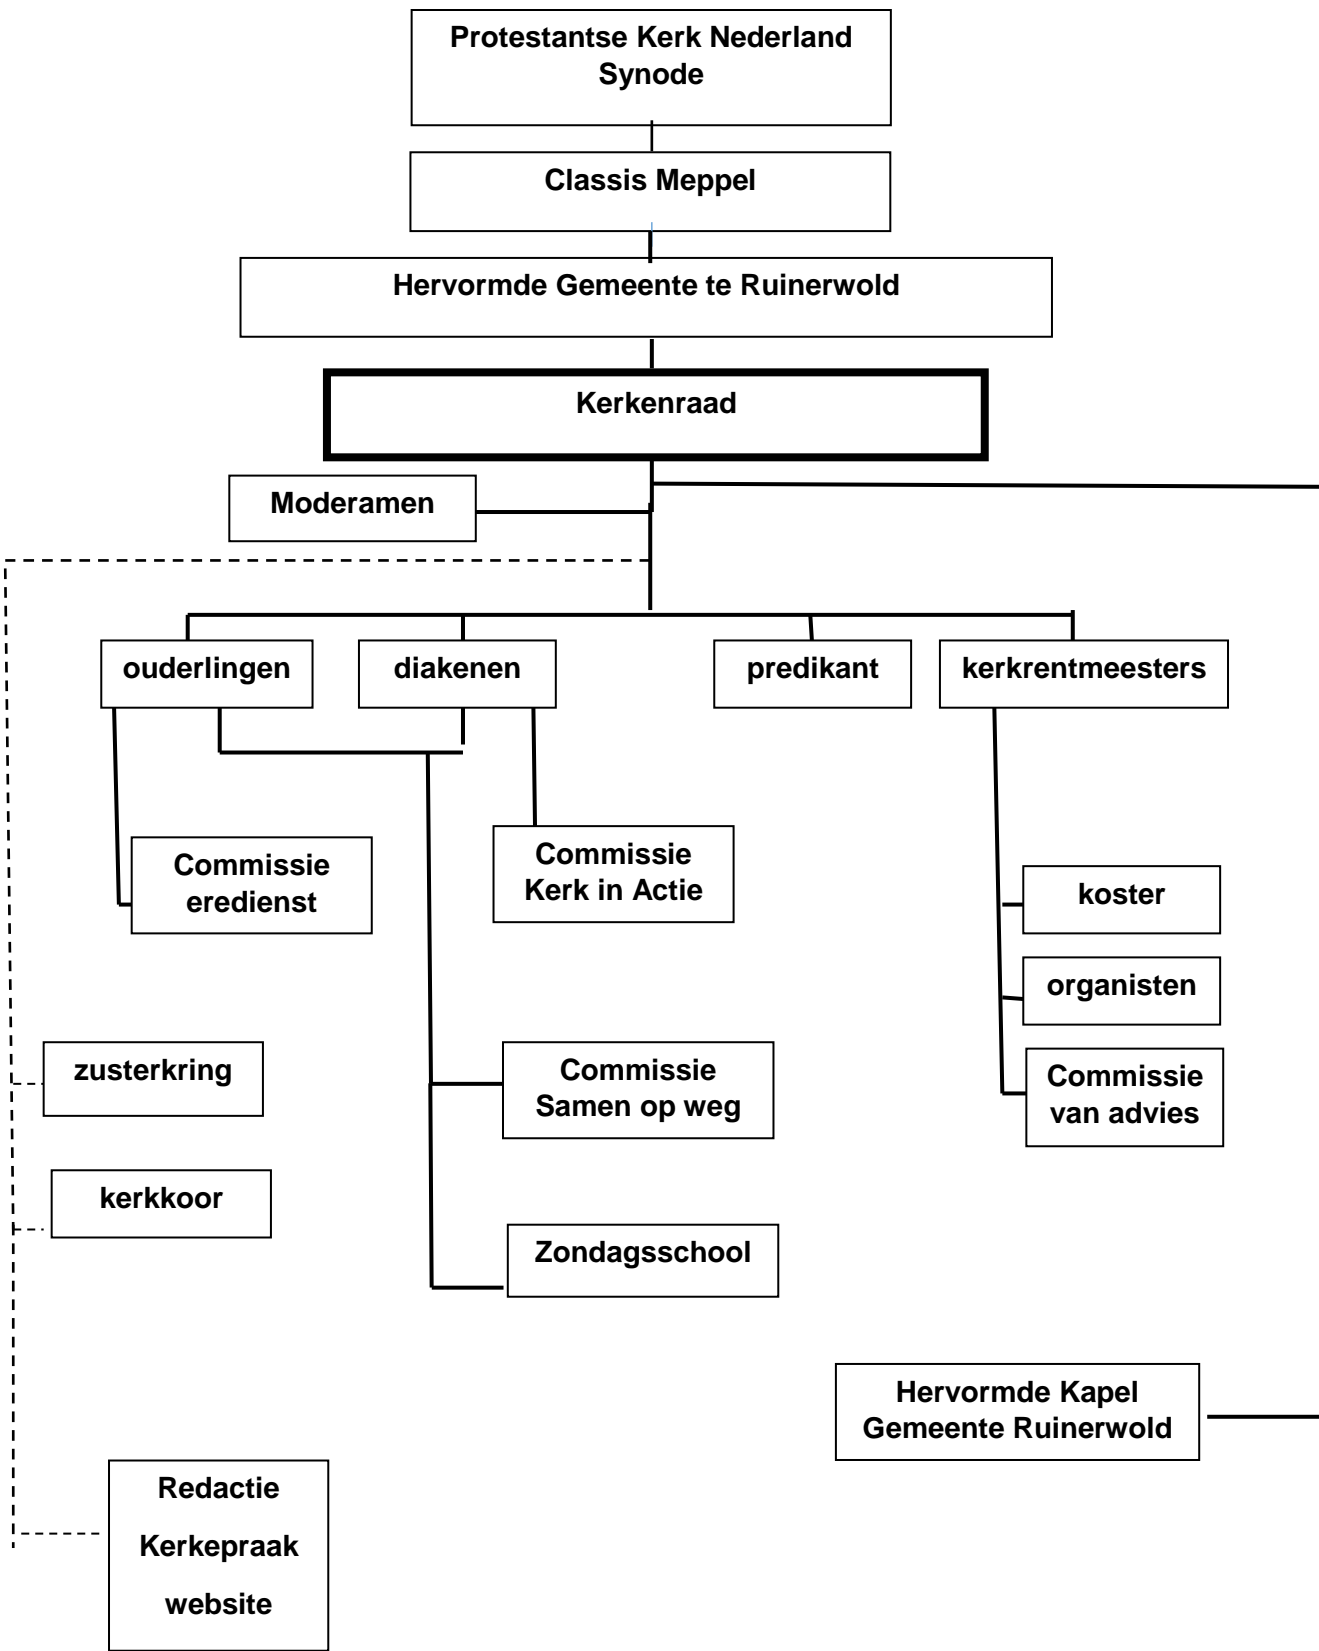 Protestantse Kerk Nederland
Synode
Classis Meppel
Hervormde Gemeente te Ruinerwold
Kerkenraad
Moderamen
ouderlingen
diakenen
predikant
kerkrentmeesters
Commissie
eredienst
Commissie
Kerk in Actie
koster
organisten
Commissie
van advies
zusterkring
Commissie
Samen op weg
kerkkoor
Zondagsschool
Hervormde Kapel
Gemeente Ruinerwold
Redactie
Kerkepraak
website